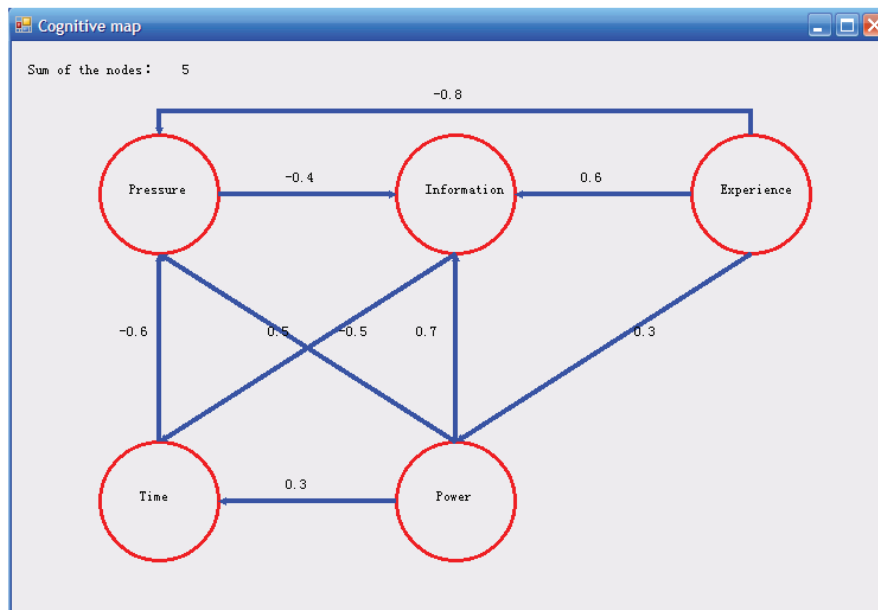 Cognitive map
Sum of the nodes: 5
-0.8
Pressure
-0.4
Information
0.6
Experience
-0.6
0.5
-0.5
0.7
0.3
Time
0.3
Power